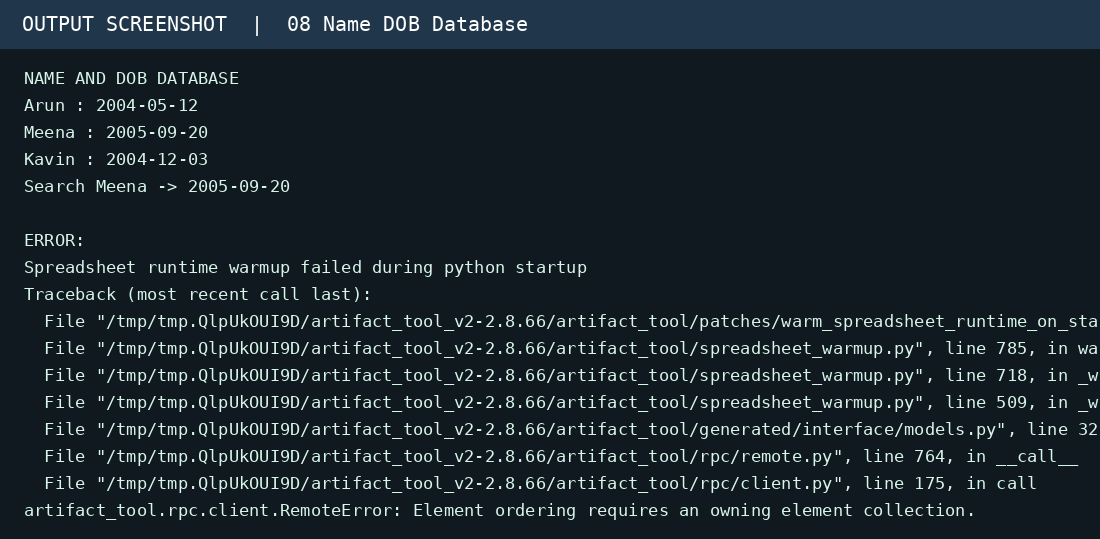 OUTPUT SCREENSHOT | 08 Name DOB Database
NAME AND DOB DATABASE
Arun : 2004-05-12
Meena : 2005-09-20
Kavin : 2004-12-03
Search Meena -> 2005-09-20
ERROR:
Spreadsheet runtime warmup failed during python startup
Traceback (most recent call last):
File "/tmp/tmp.QlpUkOUI9D/artifact_tool_v2-2.8.66/artifact_tool/patches/warm_spreadsheet_runtime_on_sta
File "/tmp/tmp.QlpUkOUI9D/artifact_tool_v2-2.8.66/artifact_tool/spreadsheet_warmup.py", line 785, in wa
File "/tmp/tmp.QlpUkOUI9D/artifact_tool_v2-2.8.66/artifact_tool/spreadsheet_warmup.py", line 718, in _w
File "/tmp/tmp.QlpUkOUI9D/artifact_tool_v2-2.8.66/artifact_tool/spreadsheet_warmup.py", line 509, in _w
File "/tmp/tmp.QlpUkOUI9D/artifact_tool_v2-2.8.66/artifact_tool/generated/interface/models.py", line 32
File "/tmp/tmp.QlpUkOUI9D/artifact_tool_v2-2.8.66/artifact_tool/rpc/remote.py", line 764, in __call__
File "/tmp/tmp.QlpUkOUI9D/artifact_tool_v2-2.8.66/artifact_tool/rpc/client.py", line 175, in call
artifact_tool.rpc.client.RemoteError: Element ordering requires an owning element collection.